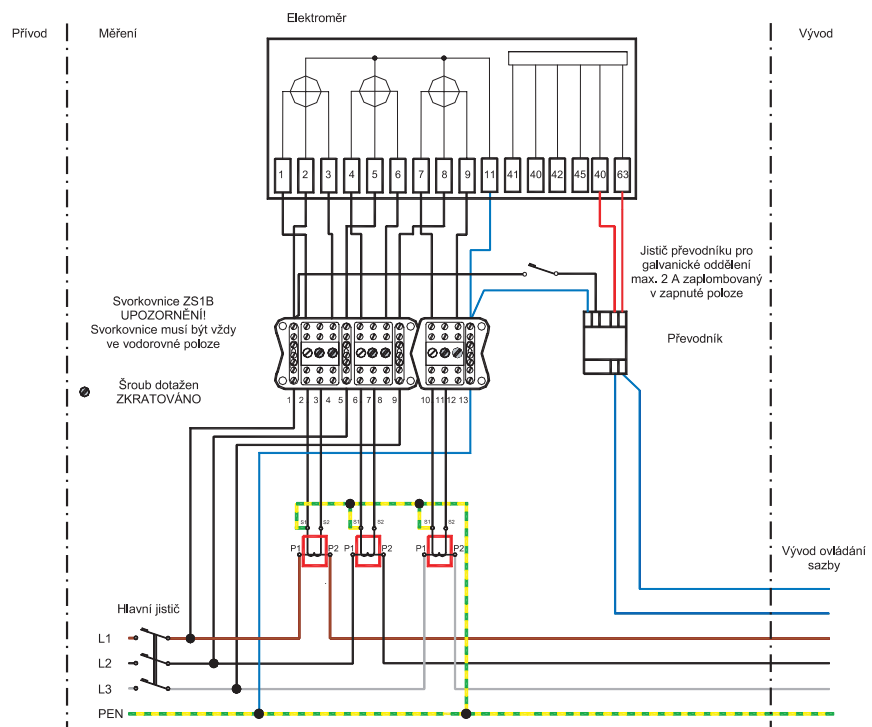 Elektroměr
Přívod
Měření
Vývod
1 2 3 4 5 6 7 8 9 11 41 40 42 45 40 63
Jistič převodníku pro
galvanické oddělení
max. 2 A zaplombovaný
v zapnuté poloze
Svorkovnice ZS1B
UPOZORNĚNÍ!
Svorkovnice musí být vždy
ve vodorovné poloze
Převodník
Šroub dotažen
ZKRATOVÁNO
1 2 3 4 5 6 7 8 9 10 11 12 13
S1 S2 S1 S2 S1 S2
P1 P2 P1 P2 P1 P2
Vývod ovládání
sazby
Hlavní jistič
L1
L2
L3
PEN